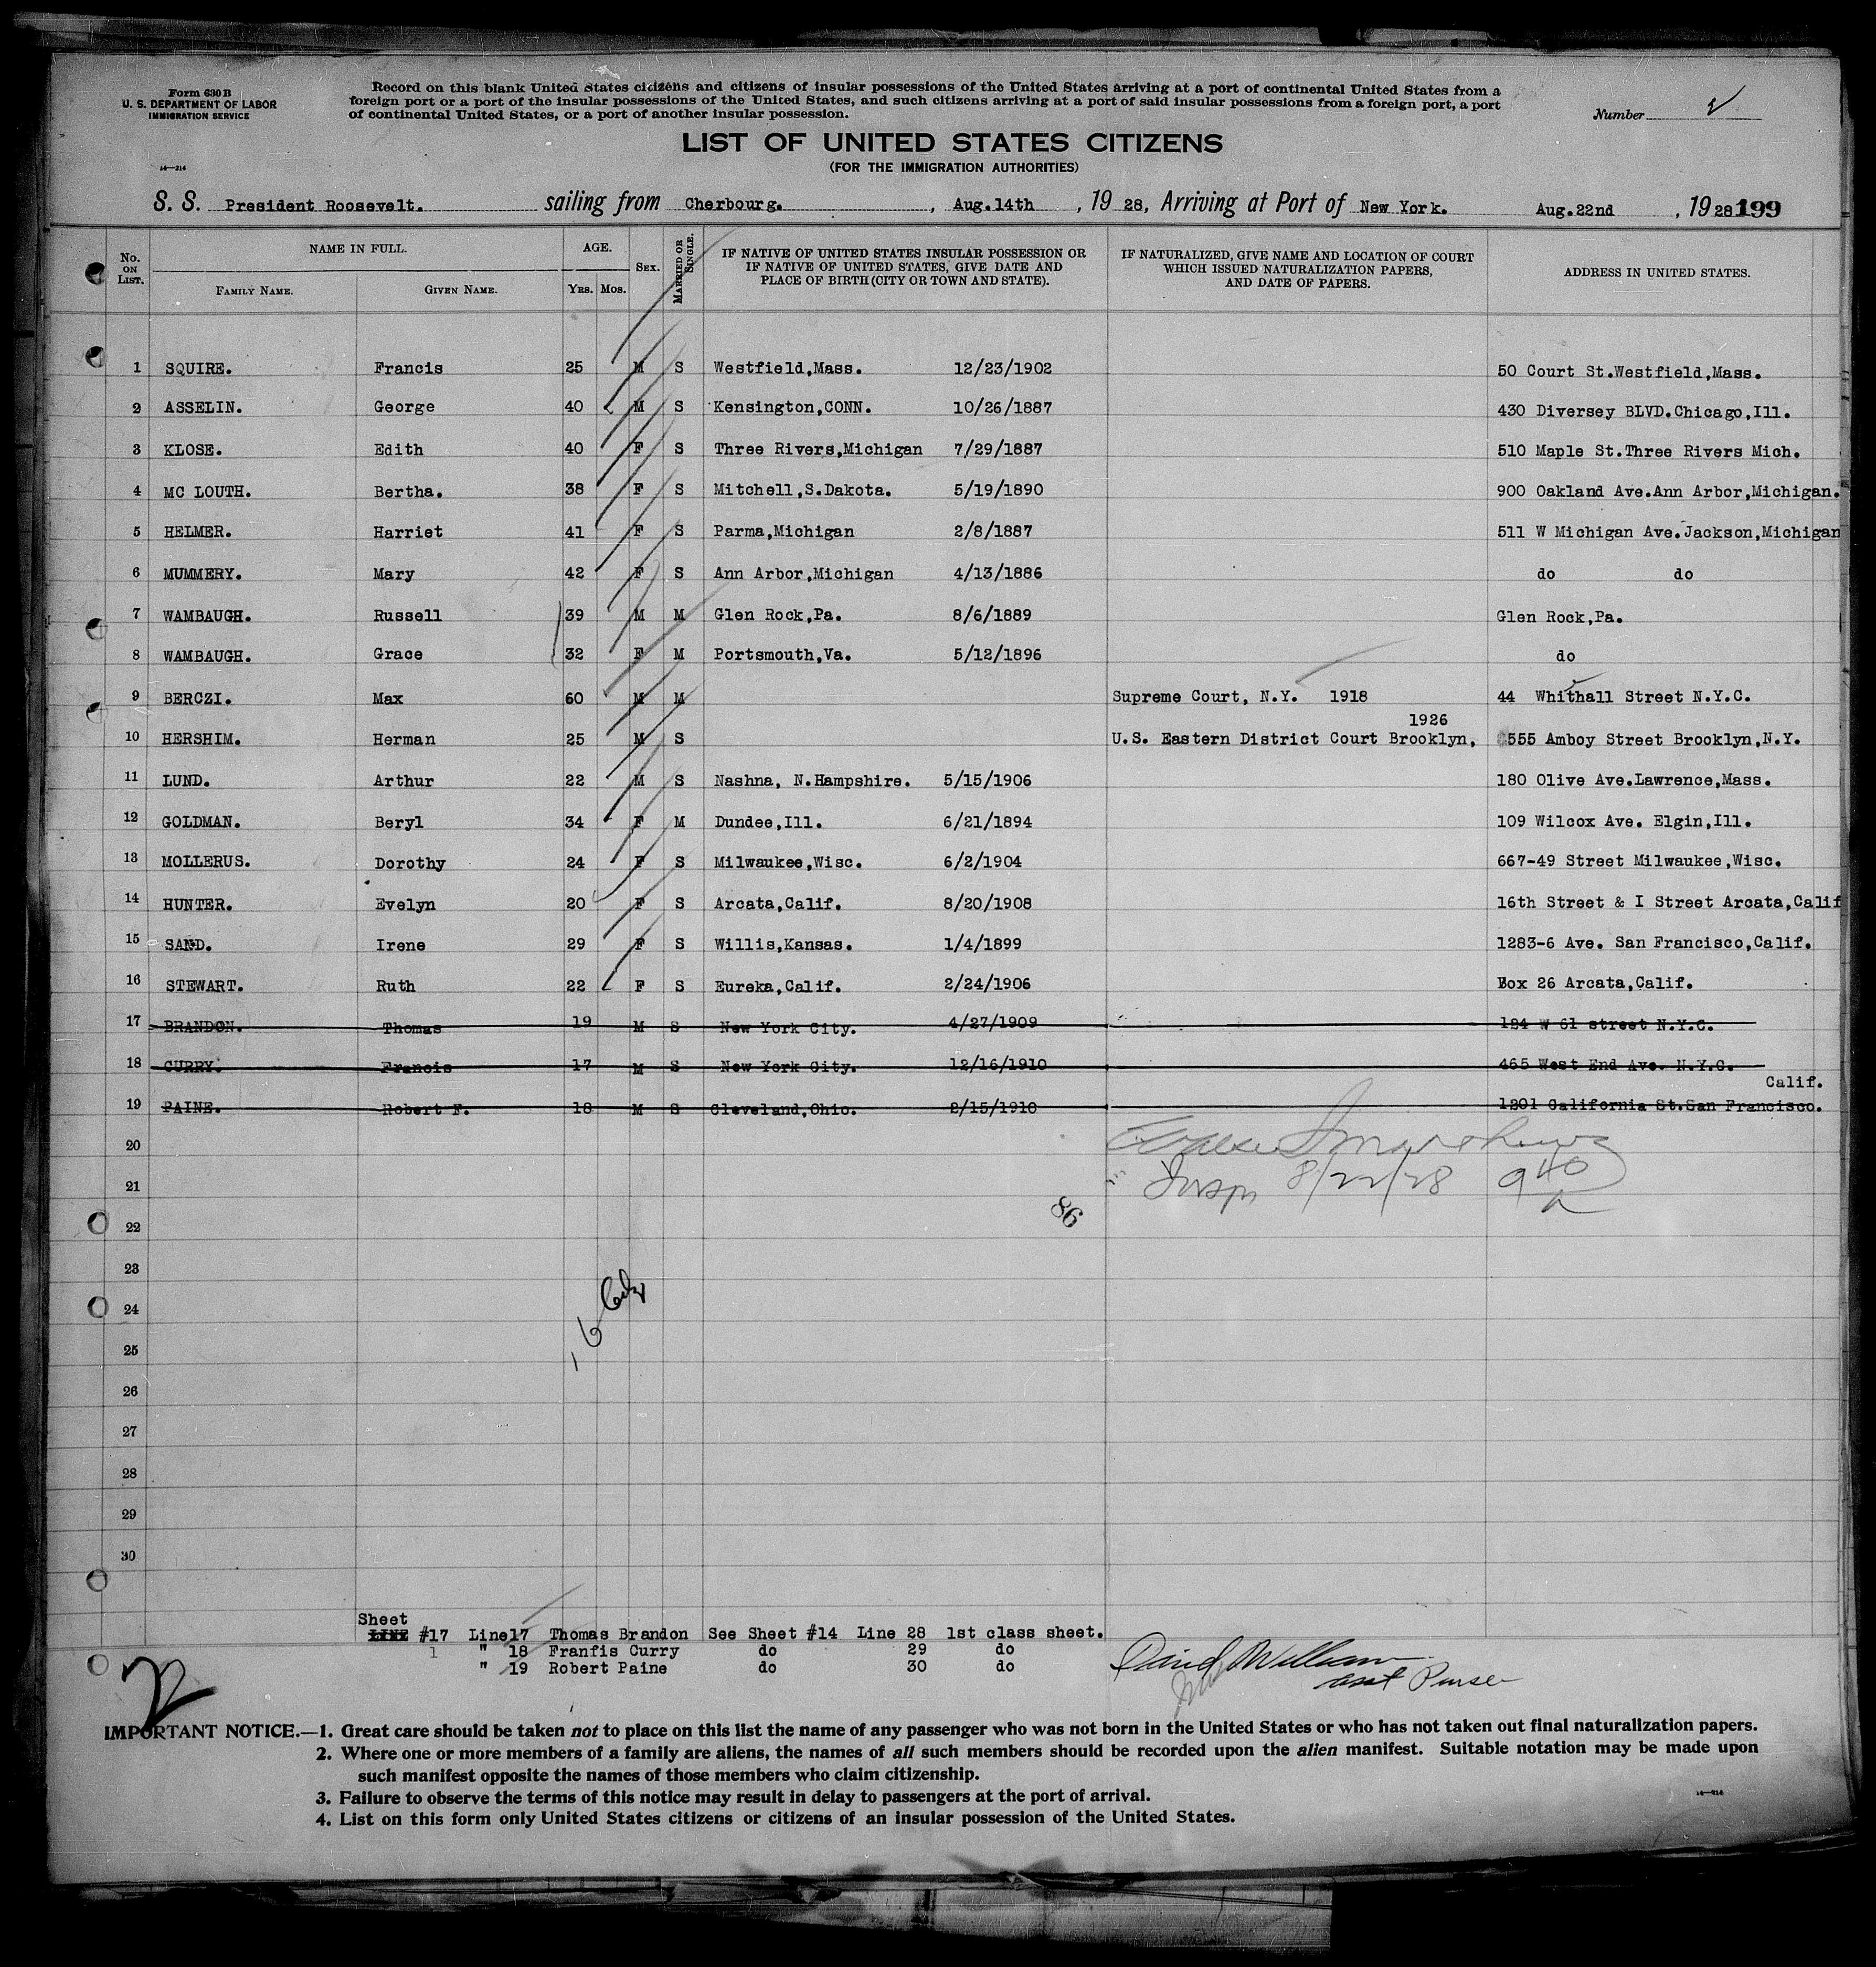 Form 630 B
U. S. DEPARTMENT OF LABOR
IMMIGRATION SERVICE
14—214
Record on this blank United States citizens and citizens of insular possessions of the United States arriving at a port of continental United States from a
foreign port or a port of the insular possessions of the United States, and such citizens arriving at a port of said insular possessions from a foreign port, a port
of continental United States, or a port of another insular possession.
Number
LIST OF UNITED STATES CITIZENS
(FOR THE IMMIGRATION AUTHORITIES)
S. S. President Roosevelt. sailing from Cherbourg. , Aug.14th , 19 28, Arriving at Port of New York. Aug.22nd , 19 28 199
No. ON LIST. NAME IN FULL. FAMILY NAME. GIVEN NAME. AGE. YRS. MOS. SEX. MARRIED OR SINGLE. IF NATIVE OF UNITED STATES INSULAR POSSESSION OR IF NATIVE OF UNITED STATES, GIVE DATE AND PLACE OF BIRTH (CITY OR TOWN AND STATE). IF NATURALIZED, GIVE NAME AND LOCATION OF COURT WHICH ISSUED NATURALIZATION PAPERS, AND DATE OF PAPERS. ADDRESS IN UNITED STATES.
1 SQUIRE. Francis 25 M S Westfield,Mass. 12/23/1902 50 Court St.Westfield,Mass.
2 ASSELIN. George 40 M S Kensington,CONN. 10/26/1887 430 Diversey BLVD.Chicago,Ill.
3 KLOSE. Edith 40 F S Three Rivers,Michigan 7/29/1887 510 Maple St.Three Rivers Mich.
4 MC LOUTH. Bertha. 38 F S Mitchell,S.Dakota. 5/19/1890 900 Oakland Ave.Ann Arbor,Michigan.
5 HELMER. Harriet 41 F S Parma,Michigan 2/8/1887 511 W Michigan Ave.Jackson,Michigan
6 MUMMERY. Mary 42 F S Ann Arbor,Michigan 4/13/1886 do do
7 WAMBAUGH. Russell 39 M M Glen Rock,Pa. 8/6/1889 Glen Rock,Pa.
8 WAMBAUGH. Grace 32 F M Portsmouth,Va. 5/12/1896 do
9 BERCZI. Max 60 M M Supreme Court, N.Y. 1918 44 Whithall Street N.Y.C.
1926
10 HERSHIM. Herman 25 M S U.S. Eastern District Court Brooklyn, 555 Amboy Street Brooklyn,N.Y.
11 LUND. Arthur 22 M S Nashna, N.Hampshire. 5/15/1906 180 Olive Ave.Lawrence,Mass.
12 GOLDMAN. Beryl 34 F M Dundee,Ill. 6/21/1894 109 Wilcox Ave. Elgin,Ill.
13 MOLLERUS. Dorothy 24 F S Milwaukee,Wisc. 6/2/1904 667-49 Street Milwaukee,Wisc.
14 HUNTER. Evelyn 20 F S Arcata,Calif. 8/20/1908 16th Street & I Street Arcata,Calif
15 SAND. Irene 29 F S Willis,Kansas. 1/4/1899 1283-6 Ave. San Francisco,Calif.
16 STEWART. Ruth 22 F S Eureka,Calif. 2/24/1906 Box 26 Arcata,Calif.
17 BRANDON. Thomas 19 M S New York City. 4/27/1909 124 W 61 street N.Y.C.
18 CURRY. Francis 17 M S New York City. 12/16/1910 465 West End Ave. N.Y.C.
Calif.
19 PAINE. Robert F. 18 M S Cleveland,Ohio. 2/15/1910 1201 California St.San Francisco.
20
21 Insp 8/22/28 9 40 A
22 86
23
24
25
26
27
28
29
30
Sheet
#17 Line17 Thomas Brandon See Sheet #14 Line 28 1st class sheet.
1 " 18 Franfis Curry do 29 do
" 19 Robert Paine do 30 do
asst Purser
IMPORTANT NOTICE.—1. Great care should be taken not to place on this list the name of any passenger who was not born in the United States or who has not taken out final naturalization papers.
2. Where one or more members of a family are aliens, the names of all such members should be recorded upon the alien manifest. Suitable notation may be made upon
such manifest opposite the names of those members who claim citizenship.
3. Failure to observe the terms of this notice may result in delay to passengers at the port of arrival.
14—214
4. List on this form only United States citizens or citizens of an insular possession of the United States.